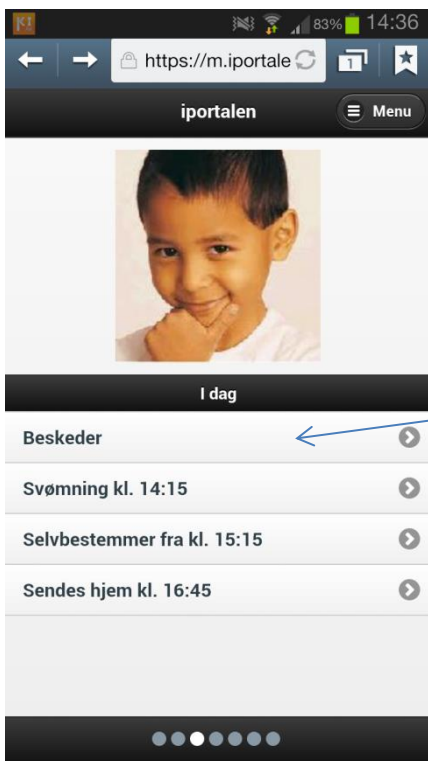 KI 83% 14:36
https://m.iportale 1
iportalen Menu
I dag
Beskeder
Svømning kl. 14:15
Selvbestemmer fra kl. 15:15
Sendes hjem kl. 16:45